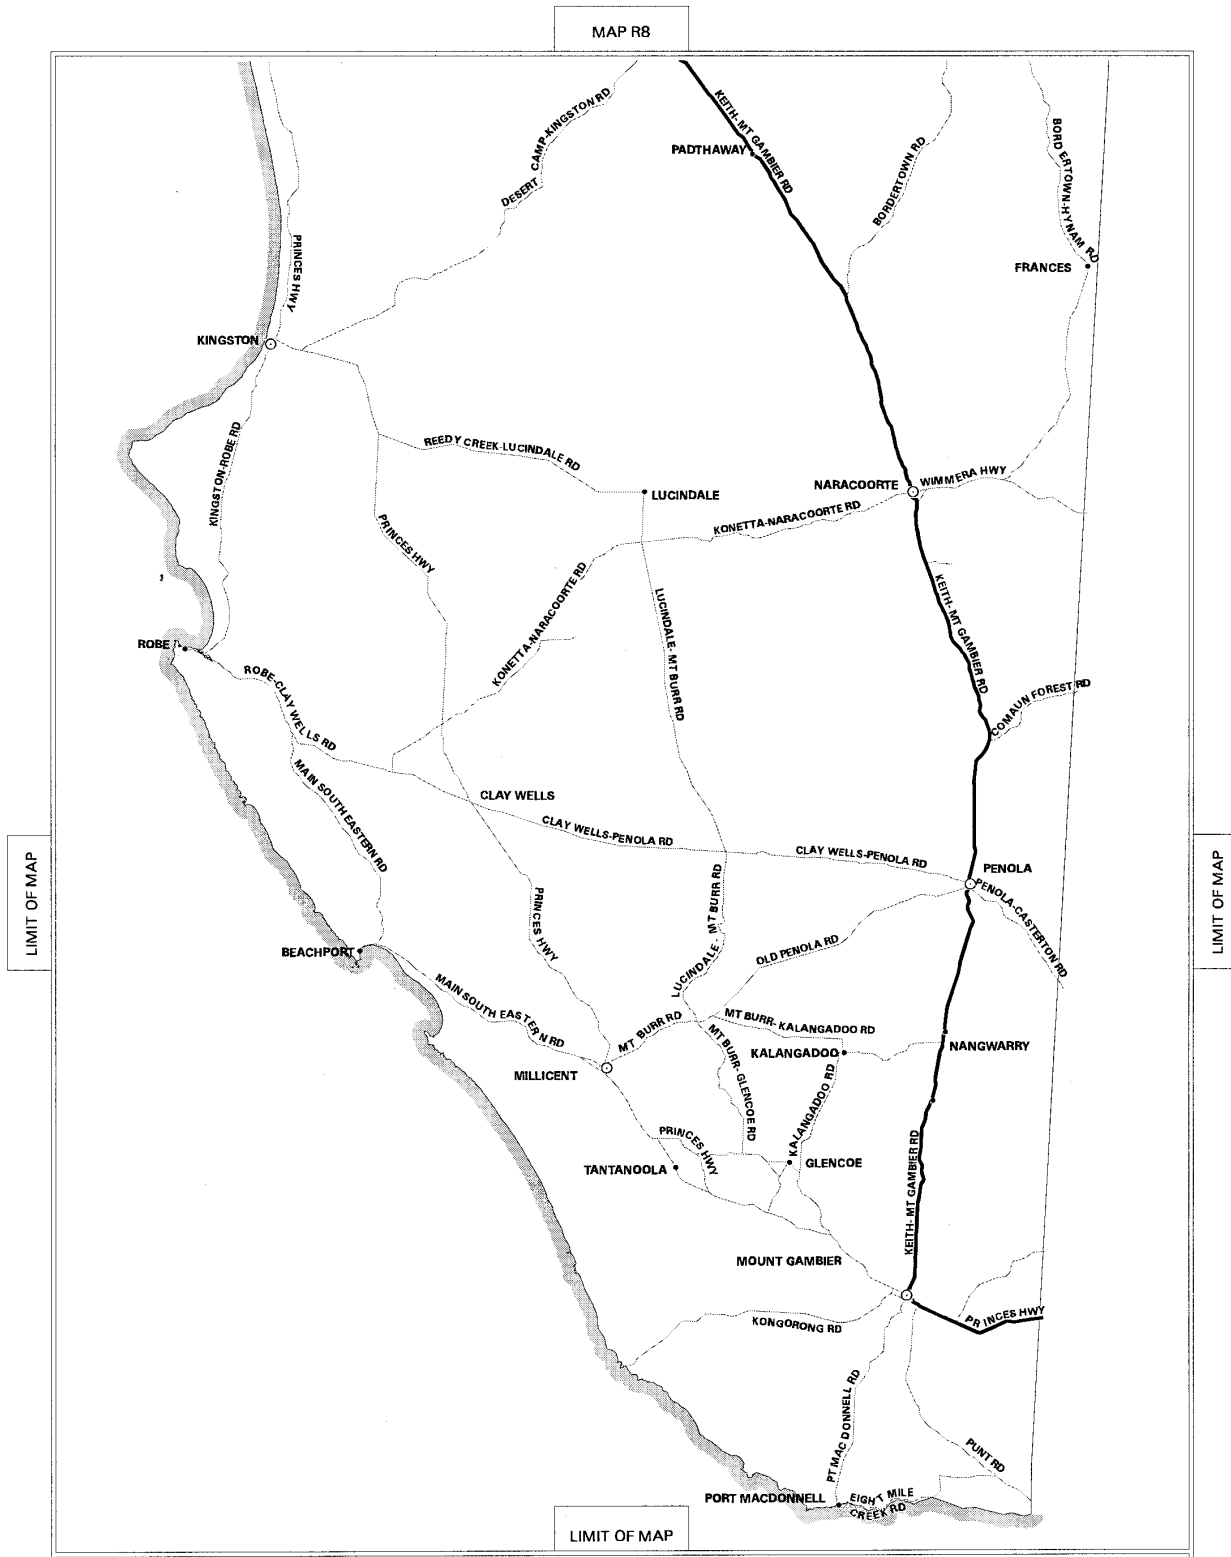 MAP R8
KEITH-MT GAMBIER RD
DESERT CAMP-KINGSTON RD
PADTHAWAY
BORDERTOWN RD
BORDERTOWN-HYNAM RD
PRINCES HWY
FRANCES
KINGSTON
KINGSTON-ROBE RD
REEDY CREEK-LUCINDALE RD
LUCINDALE
NARACOORTE
WIMMERA HWY
KONETTA-NARACOORTE RD
PRINCES HWY
KONETTA-NARACOORTE RD
LUCINDALE-MT BURR RD
KEITH-MT GAMBIER RD
ROBE
ROBE-CLAY WELLS RD
COMAUN FOREST RD
MAIN SOUTH EASTERN RD
CLAY WELLS
CLAY WELLS-PENOLA RD
CLAY WELLS-PENOLA RD
PENOLA
PENOLA-CASTERTON RD
LIMIT OF MAP
LIMIT OF MAP
PRINCES HWY
LUCINDALE-MT BURR RD
OLD PENOLA RD
BEACHPORT
MAIN SOUTH EASTERN RD
MT BURR RD
MT BURR-KALANGADOO RD
NANGWARRY
KALANGADOO
MILLICENT
MT BURR-GLENCOE RD
KALANGADOO RD
PRINCES HWY
TANTANOOLA
GLENCOE
KEITH-MT GAMBIER RD
MOUNT GAMBIER
KONGORONG RD
PRINCES HWY
PT MAC DONNELL RD
PUNT RD
PORT MACDONNELL
EIGHT MILE
CREEK RD
LIMIT OF MAP